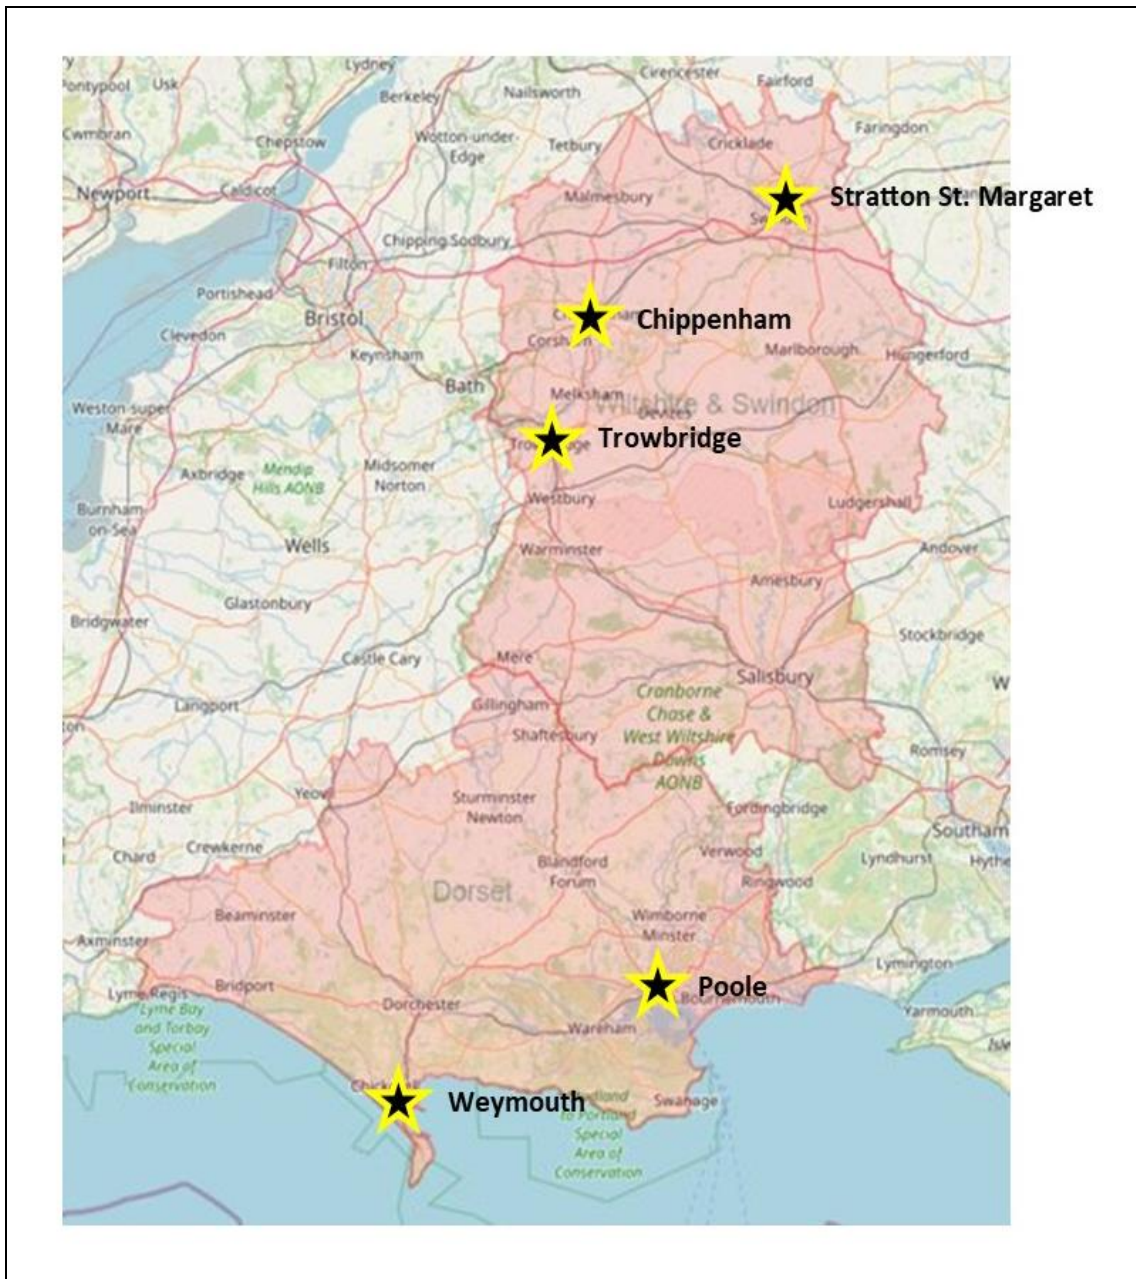 Lydney
Pontypool
Usk
Berkeley
Nailsworth
Cirencester
Fairford
Cwmbran
Chepstow
Wotton-under-
Edge
Tetbury
Cricklade
Faringdon
Newport
Caldicot
Malmesbury
Stratton St. Margaret
Chipping Sodbury
Filton
Portishead
Bristol
Chippenham
Clevedon
Keynsham
Corsham
Marlborough
Hungerford
Bath
Melksham
Wiltshire & Swindon
Devizes
Weston-super-
Mare
Trowbridge
Axbridge
Mendip
Hills AONB
Midsomer
Norton
Westbury
Ludgershall
Burnham-
on-Sea
Wells
Warminster
Andover
Amesbury
Glastonbury
Bridgwater
Stockbridge
Castle Cary
Mere
Salisbury
W
Langport
Gillingham
Cranborne
Chase &
West Wiltshire
Downs
AONB
ton
Shaftesbury
Romsey
Yeovil
Ilminster
Sturminster
Newton
Fordingbridge
Southam
Chard
Crewkerne
Blandford
Forum
Verwood
Lyndhurst
Hythe
Ringwood
Dorset
Beaminster
Wimborne
Minster
Axminster
Lymington
Bridport
Lyme Regis
Poole
Bournemouth
Dorchester
Yarmouth
Lyme Bay
and Torbay
Special
Area of
Conservation
Wareham
Isle
Weymouth
Swanage
to Portland
Special
Area of
Conservation